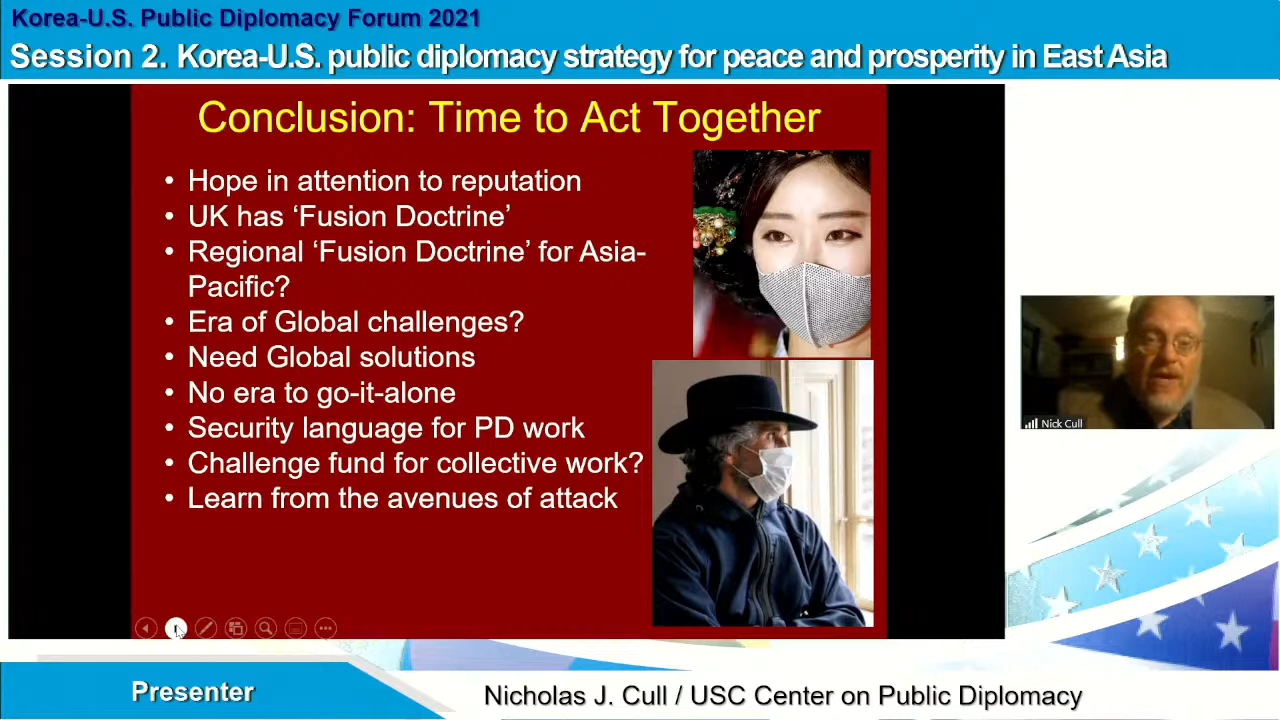 Korea-U.S. Public Diplomacy Forum 2021
Session 2. Korea-U.S. public diplomacy strategy for peace and prosperity in East Asia
Conclusion: Time to Act Together
• Hope in attention to reputation
• UK has ‘Fusion Doctrine’
• Regional ‘Fusion Doctrine’ for Asia-
Pacific?
• Era of Global challenges?
• Need Global solutions
• No era to go-it-alone
• Security language for PD work
• Challenge fund for collective work?
• Learn from the avenues of attack
Nick Cull
Presenter
Nicholas J. Cull / USC Center on Public Diplomacy